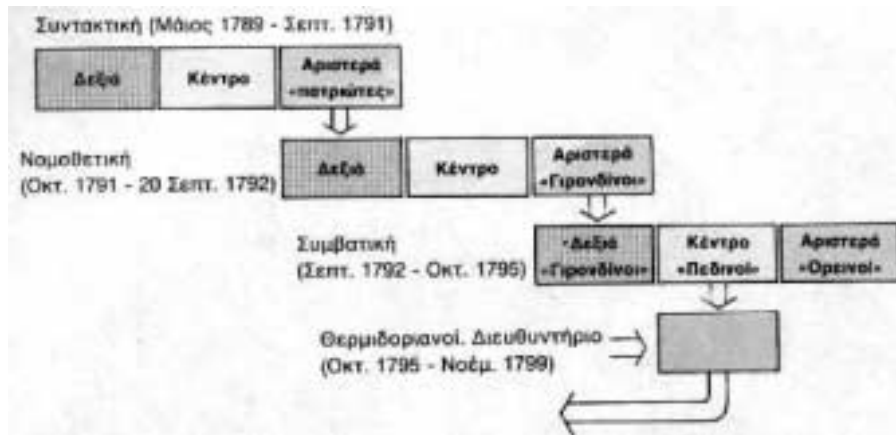 Συντακτική (Μάιος 1789 - Σεπτ. 1791)
Δεξιά
Κέντρο
Αριστερά
«πατριώτες»
Νομοθετική
(Οκτ. 1791 - 20 Σεπτ. 1792)
Δεξιά
Κέντρο
Αριστερά
«Γιρονδίνοι»
Συμβατική
(Σεπτ. 1792 - Οκτ. 1795)
Δεξιά
«Γιρονδίνοι»
Κέντρο
«Πεδινοί»
Αριστερά
«Ορεινοί»
Θερμιδοριανοί. Διευθυντήριο
(Οκτ. 1795 - Νοέμ. 1799)